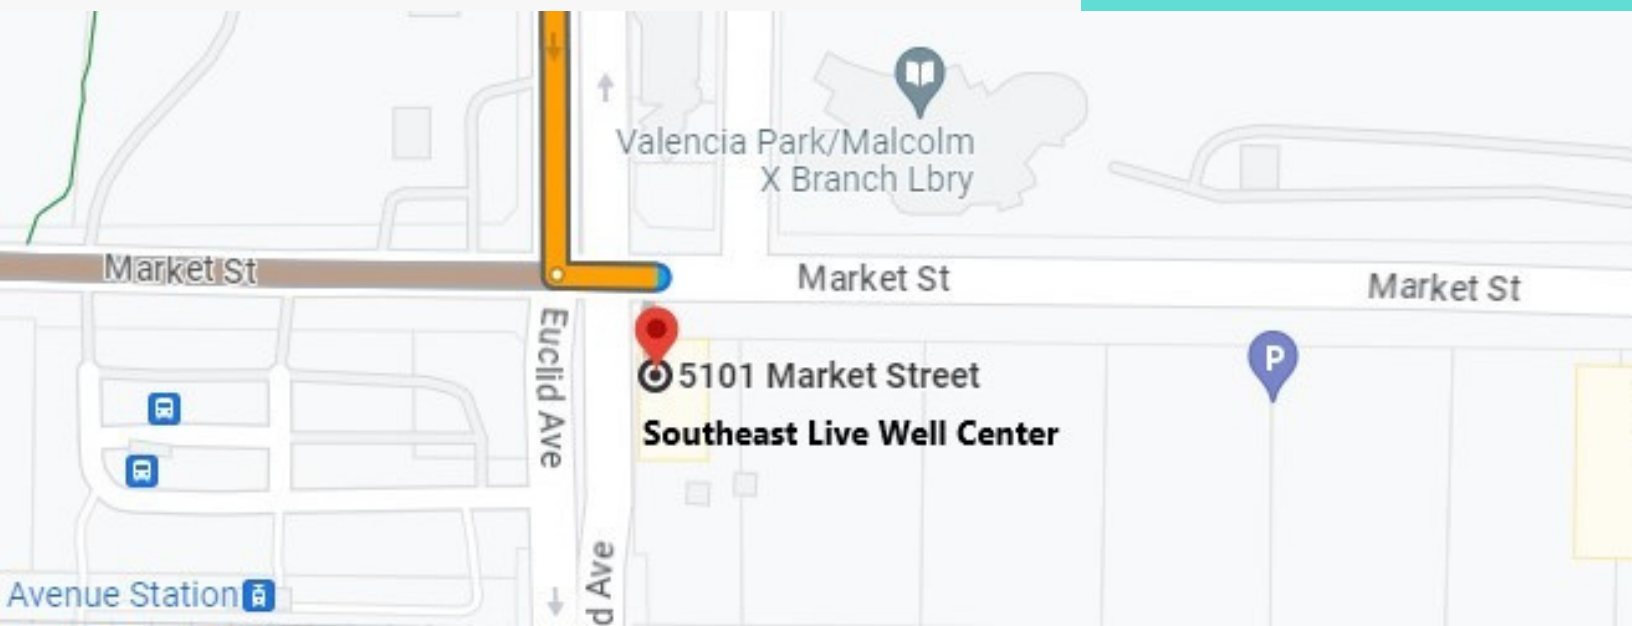 Valencia Park/Malcolm
X Branch Lbry
Market St
Market St
Market St
Euclid Ave
P
5101 Market Street
Southeast Live Well Center
d Ave
Avenue Station